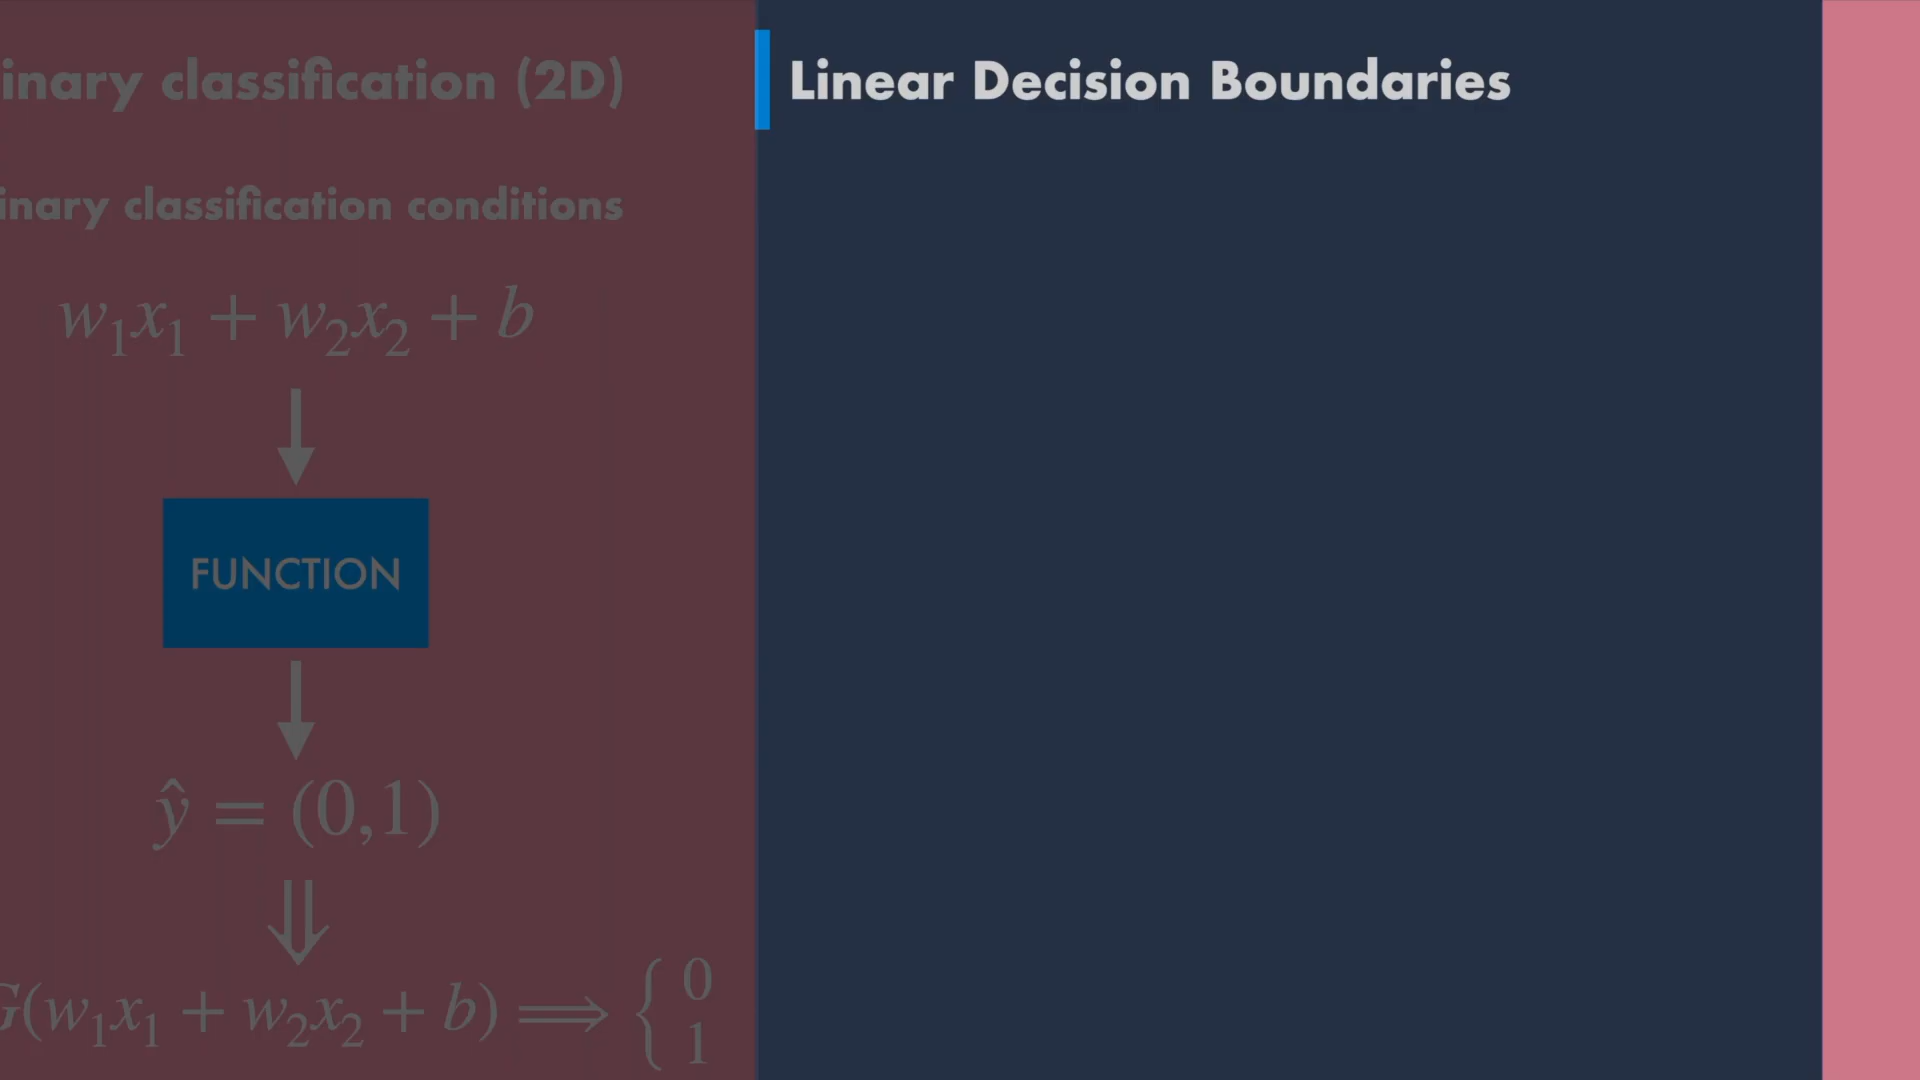 inary classification (2D)
inary classification conditions
w₁x₁ + w₂x₂ + b
FUNCTION
ŷ = (0,1)
⇓
G(w₁x₁ + w₂x₂ + b) ⟹ { 0
1
Linear Decision Boundaries